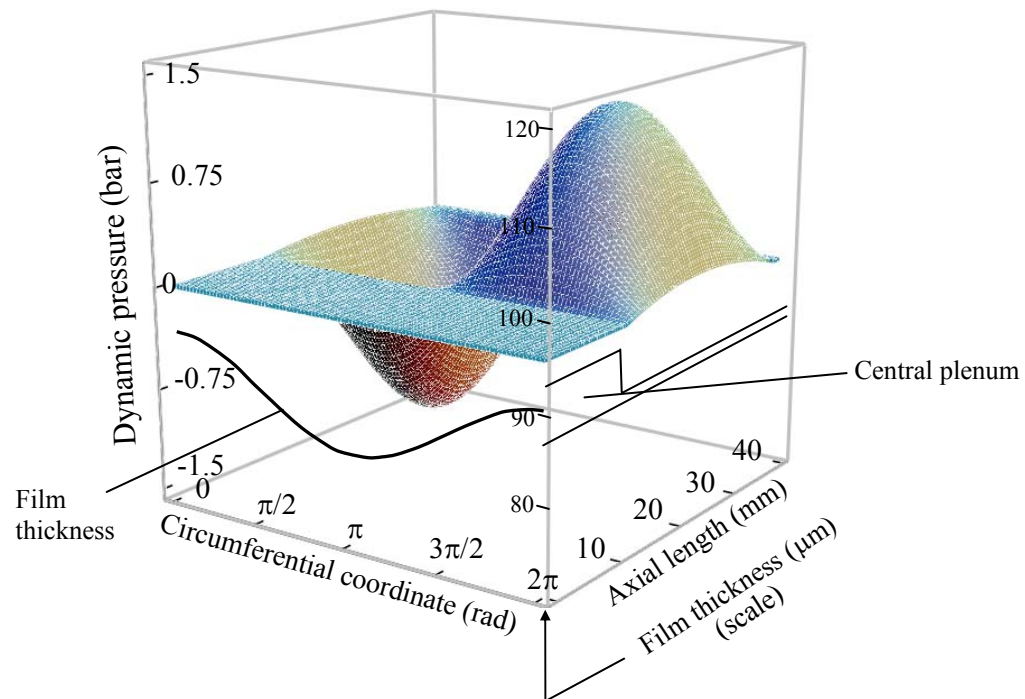 1.5
0.75
0
-0.75
-1.5
Dynamic pressure (bar)
120
110
100
90
80
Central plenum
Film
thickness
0
π/2
π
3π/2
2π
Circumferential coordinate (rad)
10
20
30
40
Axial length (mm)
Film thickness (μm)
(scale)